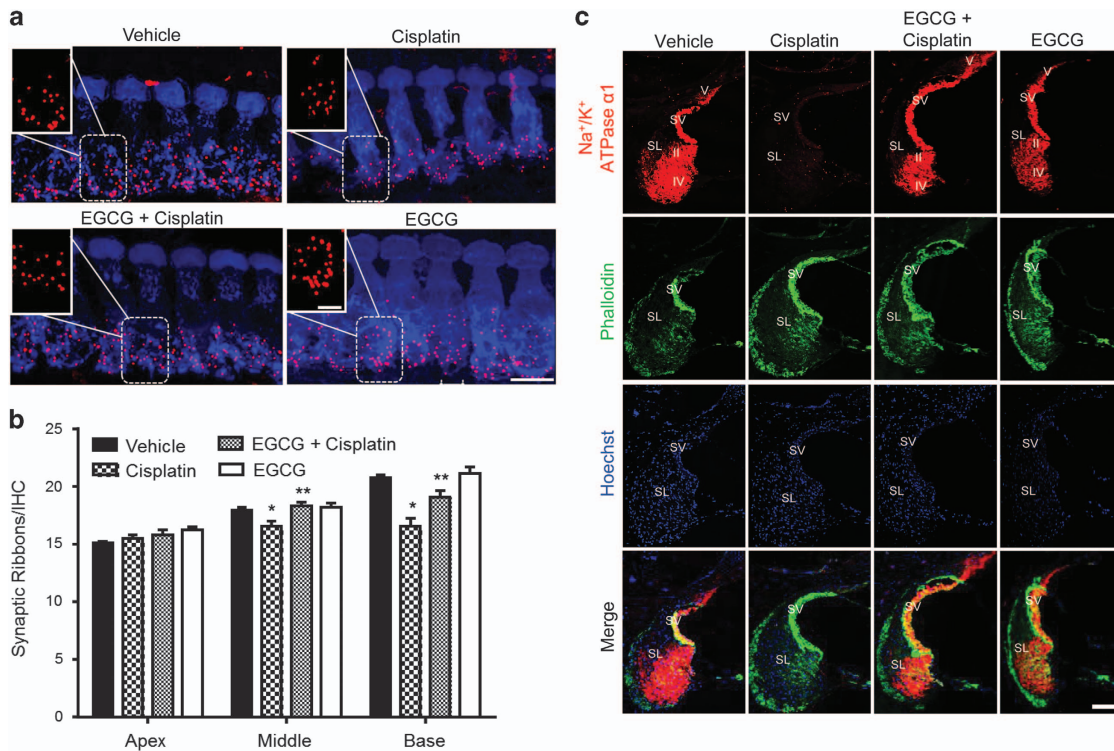 a
Vehicle
Cisplatin
EGCG + Cisplatin
EGCG
b
25
20
15
10
5
0
Synaptic Ribbons/IHC
Vehicle
EGCG + Cisplatin
Cisplatin
EGCG
*
**
*
**
Apex
Middle
Base
c
Vehicle
Cisplatin
EGCG +
Cisplatin
EGCG
Na⁺/K⁺
ATPase α1
V
SV
SL
II
IV
SV
SL
V
SV
SL
II
IV
V
SV
SL
II
IV
Phalloidin
SV
SL
SV
SL
SV
SL
SV
SL
Hoechst
SV
SL
SV
SL
SV
SL
SV
SL
Merge
SV
SL
SV
SL
SV
SL
SV
SL